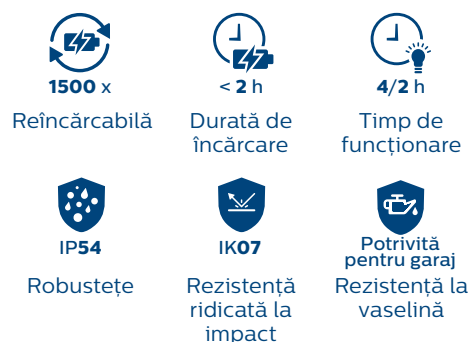 1500 x
< 2 h
4/2 h
Reîncărcabilă
Durată de
încărcare
Timp de
funcționare
IP54
IK07
Potrivită
pentru garaj
Robustețe
Rezistență
ridicată la
impact
Rezistență la
vaselină